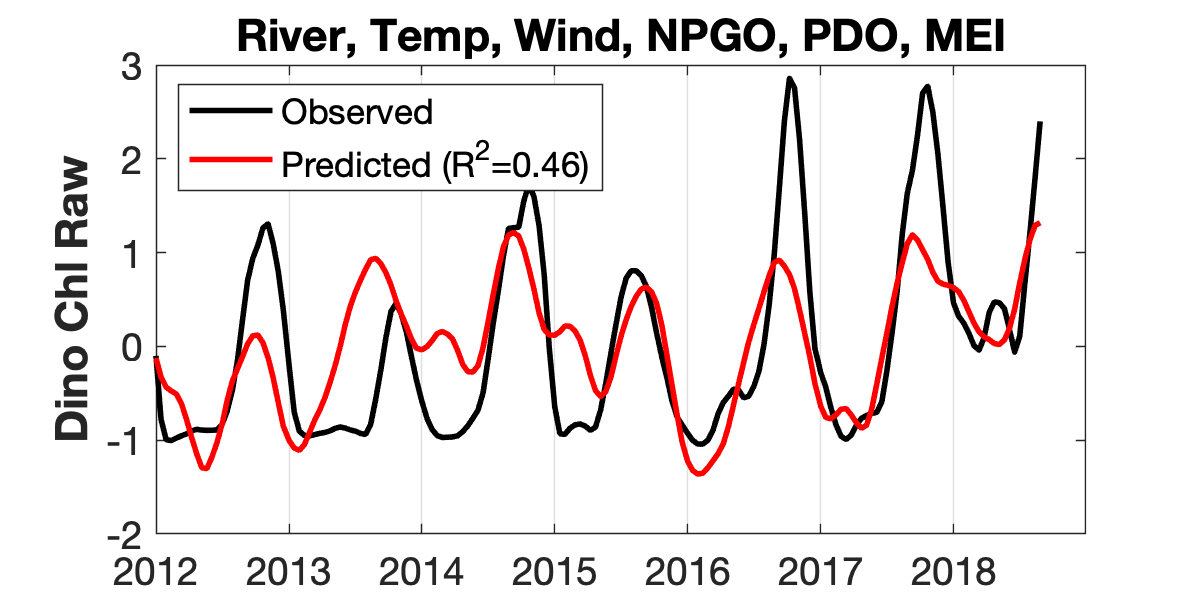 River, Temp, Wind, NPGO, PDO, MEI
3
2
1
0
-1
-2
Dino Chl Raw
Observed
Predicted (R²=0.46)
2012 2013 2014 2015 2016 2017 2018